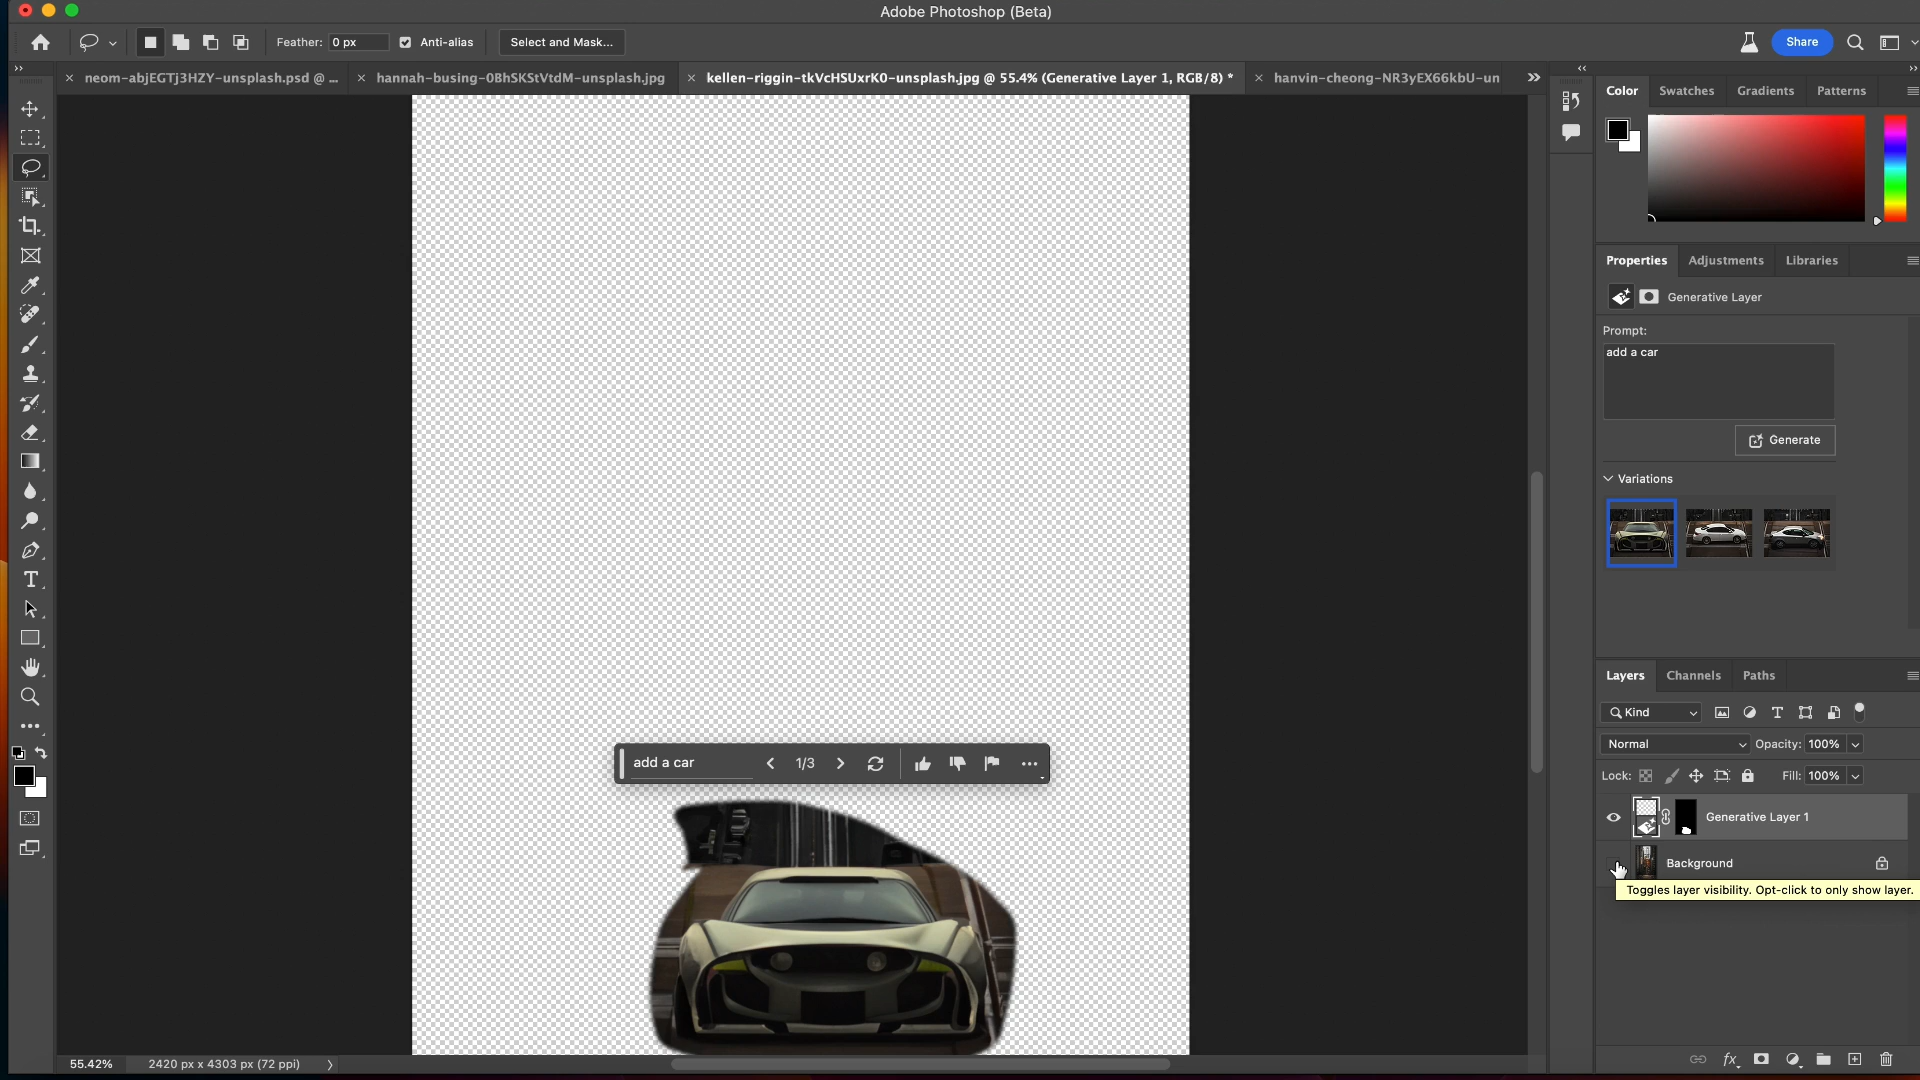 Adobe Photoshop (Beta)
Feather: 0 px Anti-alias Select and Mask... Share
neom-abjEGTj3HZY-unsplash.psd @ ... hannah-busing-0BhSKStVtdM-unsplash.jpg kellen-riggin-tkVcHSUxrK0-unsplash.jpg @ 55.4% (Generative Layer 1, RGB/8) * hanvin-cheong-NR3yEX66kbU-un
Color Swatches Gradients Patterns
Properties Adjustments Libraries
Generative Layer
Prompt:
add a car
Generate
Variations
Layers Channels Paths
Kind
Normal Opacity: 100%
Lock: Fill: 100%
add a car 1/3
Generative Layer 1
Background
Toggles layer visibility. Opt-click to only show layer.
fx
55.42% 2420 px x 4303 px (72 ppi)